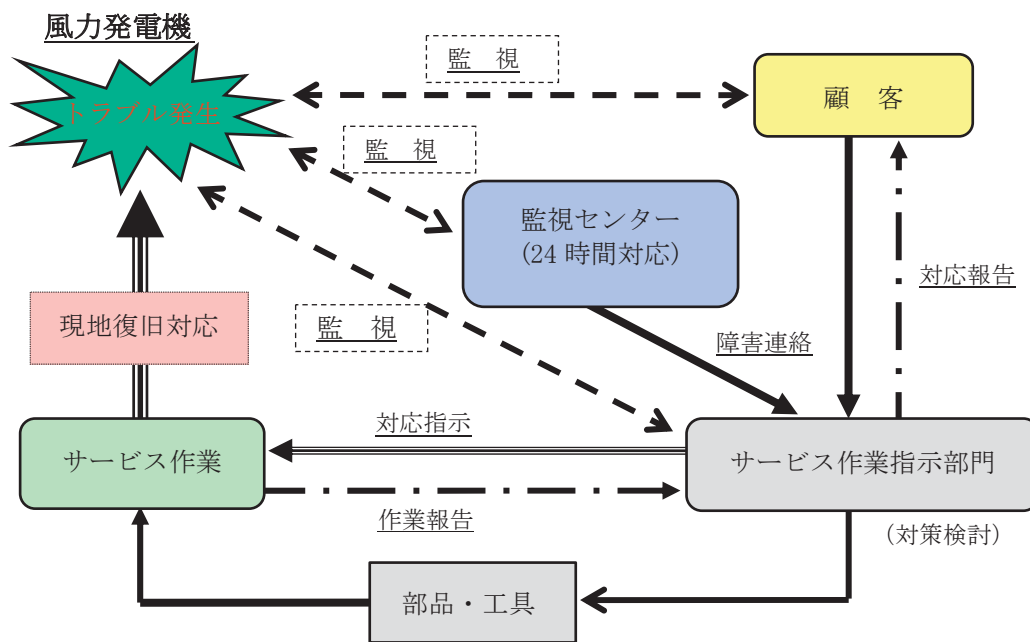 風力発電機
監　視
トラブル発生
顧　客
監　視
監視センター
(24 時間対応)
対応報告
現地復旧対応
監　視
障害連絡
対応指示
サービス作業
サービス作業指示部門
作業報告
(対策検討)
部品・工具